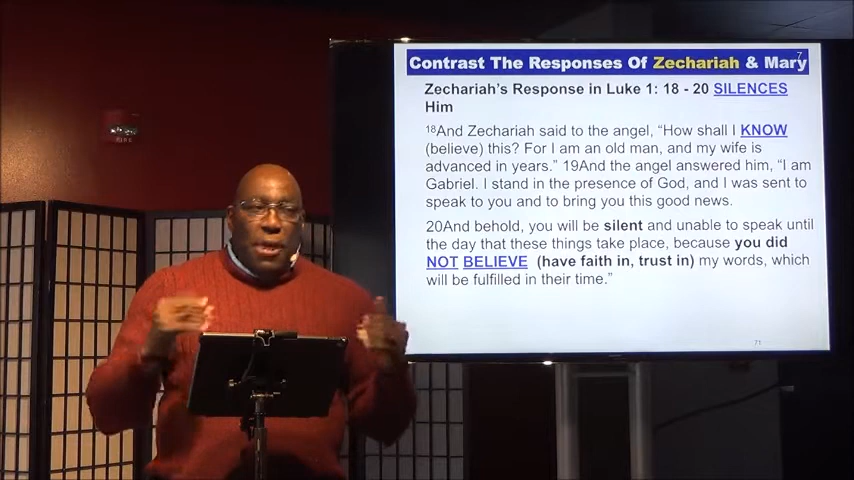 7
Contrast The Responses Of Zechariah & Mary
Zechariah's Response in Luke 1: 18 - 20 SILENCES
Him
18And Zechariah said to the angel, "How shall I KNOW
(believe) this? For I am an old man, and my wife is
advanced in years." 19And the angel answered him, "I am
Gabriel. I stand in the presence of God, and I was sent to
speak to you and to bring you this good news.
20And behold, you will be silent and unable to speak until
the day that these things take place, because you did
NOT BELIEVE (have faith in, trust in) my words, which
will be fulfilled in their time."
71
FIRE